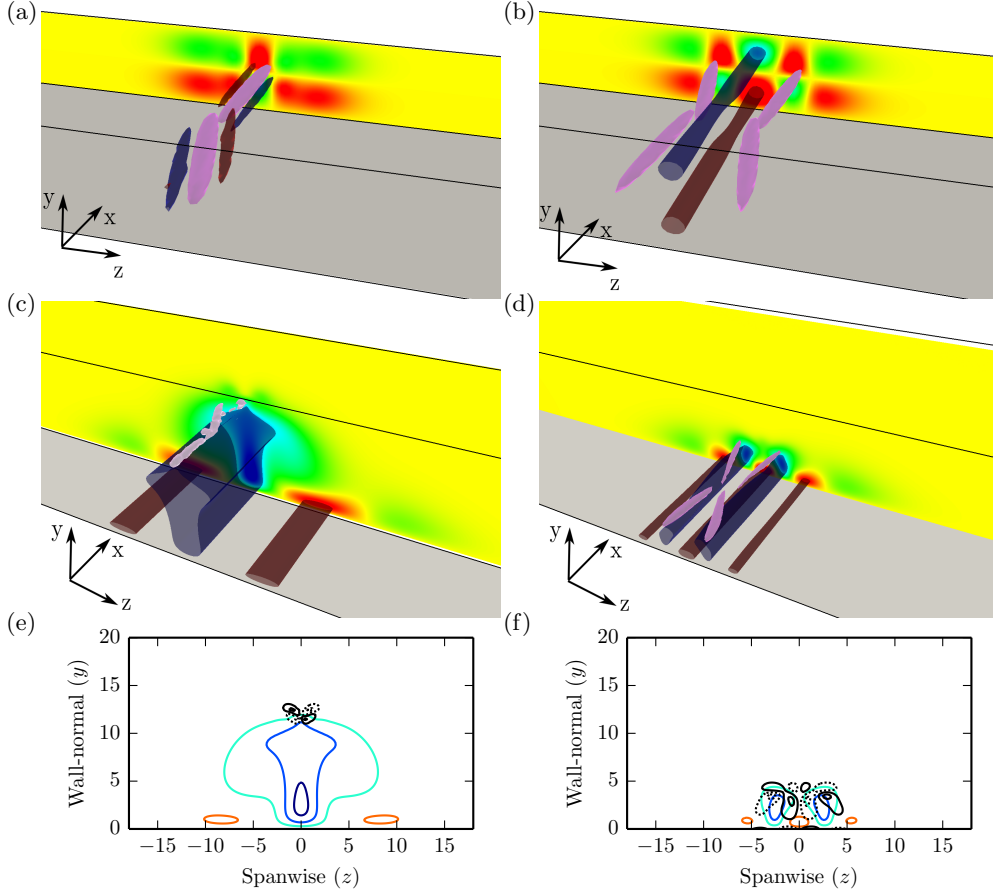 (a)
(b)
y
x
z
y
x
z
(c)
(d)
y
x
z
y
x
z
(e)
(f)
Wall-normal (y)
20
15
10
5
0
−15 −10 −5 0 5 10 15
Spanwise (z)
Wall-normal (y)
20
15
10
5
0
−15 −10 −5 0 5 10 15
Spanwise (z)